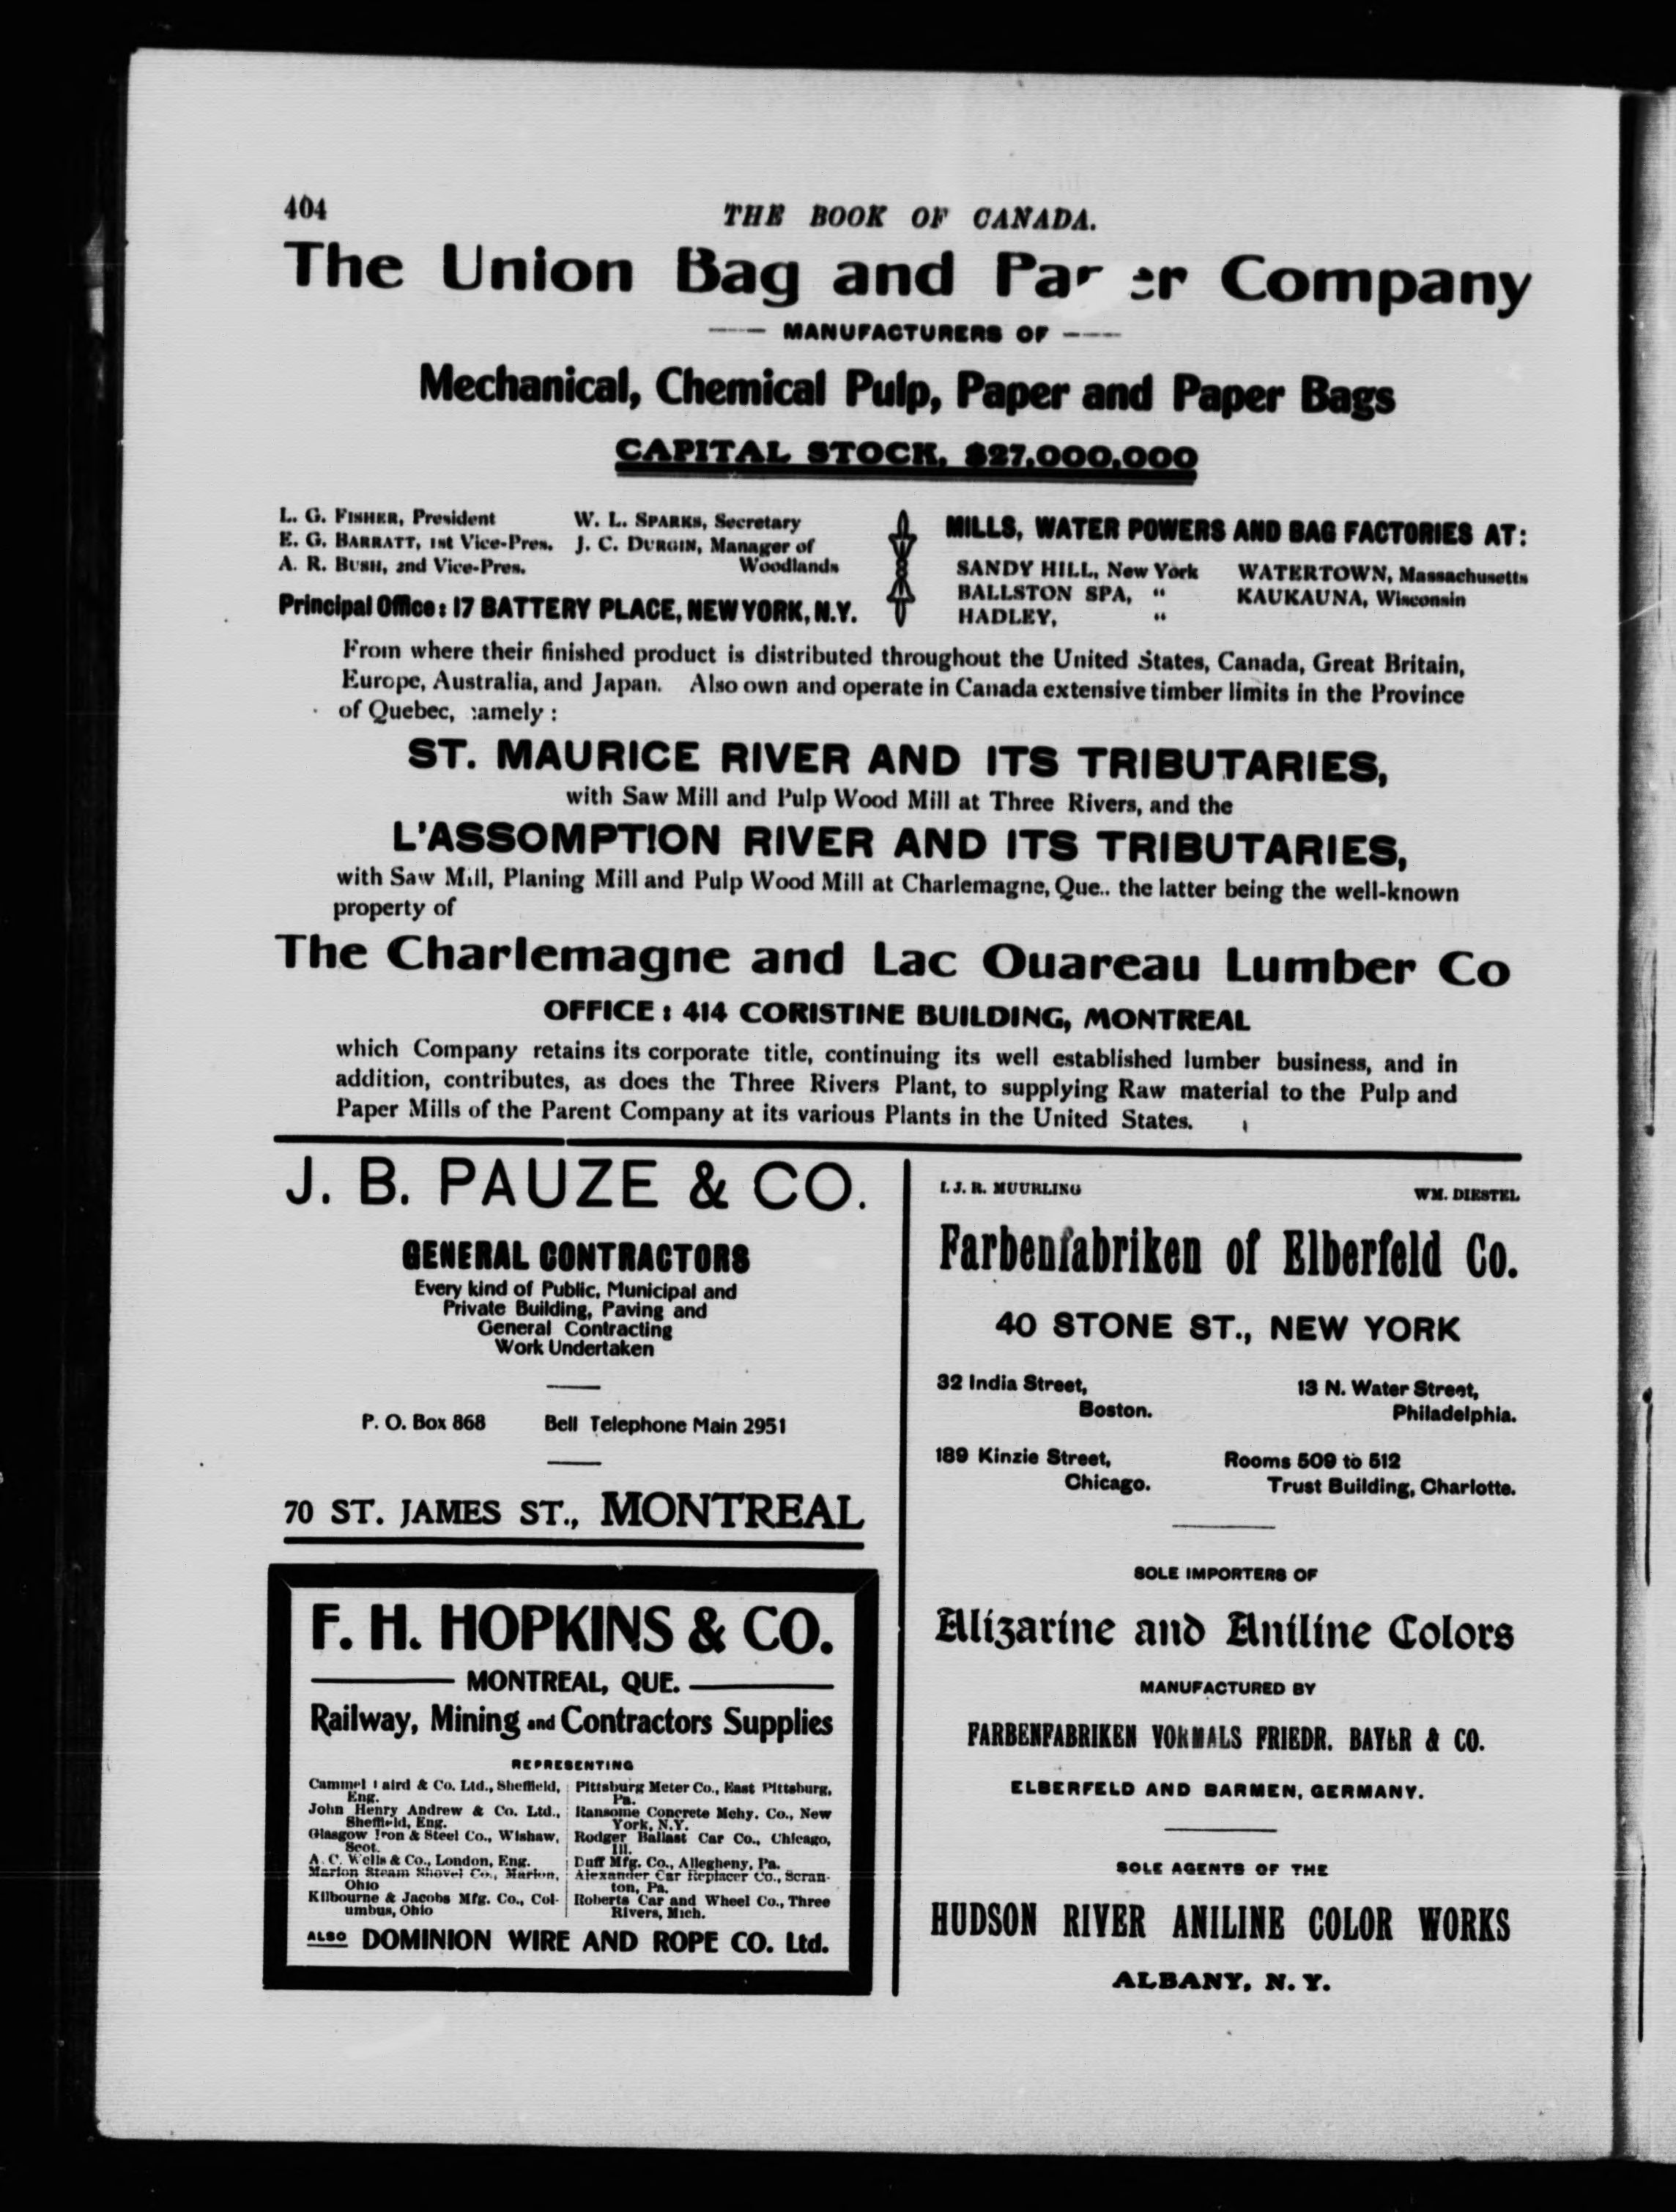 404
THE BOOK OF CANADA.
The Union Bag and Company
MANUFACTURERS OF
Mechanical, Chemical Pulp, Paper and Paper Bags
CAPITAL STOCK, $27,000,000
L. G. FISHER, President
E. G. BARRATT, 1st Vice-Pres.
A. R. BUSH, 2nd Vice-Pres.
W. L. SPARKS, Secretary
J. C. DURGIN, Manager of
Woodlands
Principal Office: 17 BATTERY PLACE, NEW YORK, N.Y.
MILLS, WATER POWERS AND BAG FACTORIES AT:
SANDY HILL, New York
BALLSTON SPA, "
HADLEY, "
WATERTOWN, Massachusetts
KAUKAUNA, Wisconsin
From where their finished product is distributed throughout the United States, Canada, Great Britain,
Europe, Australia, and Japan. Also own and operate in Canada extensive timber limits in the Province
of Quebec, namely:
ST. MAURICE RIVER AND ITS TRIBUTARIES,
with Saw Mill and Pulp Wood Mill at Three Rivers, and the
L'ASSOMPTION RIVER AND ITS TRIBUTARIES,
with Saw Mill, Planing Mill and Pulp Wood Mill at Charlemagne, Que.. the latter being the well-known
property of
The Charlemagne and Lac Ouareau Lumber Co
OFFICE: 414 CORISTINE BUILDING, MONTREAL
which Company retains its corporate title, continuing its well established lumber business, and in
addition, contributes, as does the Three Rivers Plant, to supplying Raw material to the Pulp and
Paper Mills of the Parent Company at its various Plants in the United States.
J. B. PAUZE & CO.
GENERAL CONTRACTORS
Every kind of Public, Municipal and
Private Building, Paving and
General Contracting
Work Undertaken
P. O. Box 868 Bell Telephone Main 2951
70 ST. JAMES ST., MONTREAL
F. H. HOPKINS & CO.
MONTREAL, QUE.
Railway, Mining and Contractors Supplies
REPRESENTING
Cammel Laird & Co. Ltd., Sheffield,
Eng.
John Henry Andrew & Co. Ltd.,
Sheffield, Eng.
Glasgow Iron & Steel Co., Wishaw,
Scot.
A. C. Wells & Co., London, Eng.
Marion Steam Shovel Co., Marion,
Ohio
Kilbourne & Jacobs Mfg. Co., Col-
umbus, Ohio
Pittsburg Meter Co., East Pittsburg,
Pa.
Ransome Concrete Mchy. Co., New
York, N.Y.
Rodger Ballast Car Co., Chicago,
Ill.
Duff Mfg. Co., Allegheny, Pa.
Alexander Car Replacer Co., Scran-
ton, Pa.
Roberts Car and Wheel Co., Three
Rivers, Mich.
ALSO DOMINION WIRE AND ROPE CO. Ltd.
I. J. R. MUURLING WM. DIESTEL
Farbenfabriken of Elberfeld Co.
40 STONE ST., NEW YORK
32 India Street,
Boston.
13 N. Water Street,
Philadelphia.
189 Kinzie Street,
Chicago.
Rooms 509 to 512
Trust Building, Charlotte.
SOLE IMPORTERS OF
Alizarine and Aniline Colors
MANUFACTURED BY
FARBENFABRIKEN VORMALS FRIEDR. BAYER & CO.
ELBERFELD AND BARMEN, GERMANY.
SOLE AGENTS OF THE
HUDSON RIVER ANILINE COLOR WORKS
ALBANY, N. Y.